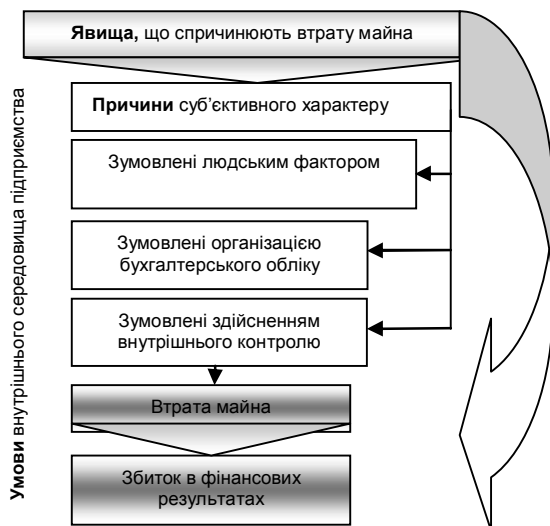 Явища, що спричинюють втрату майна
Причини суб’єктивного характеру
Зумовлені людським фактором
Зумовлені організацією
бухгалтерського обліку
Зумовлені здійсненням
внутрішнього контролю
Втрата майна
Збиток в фінансових
результатах
Умови внутрішнього середовища підприємства